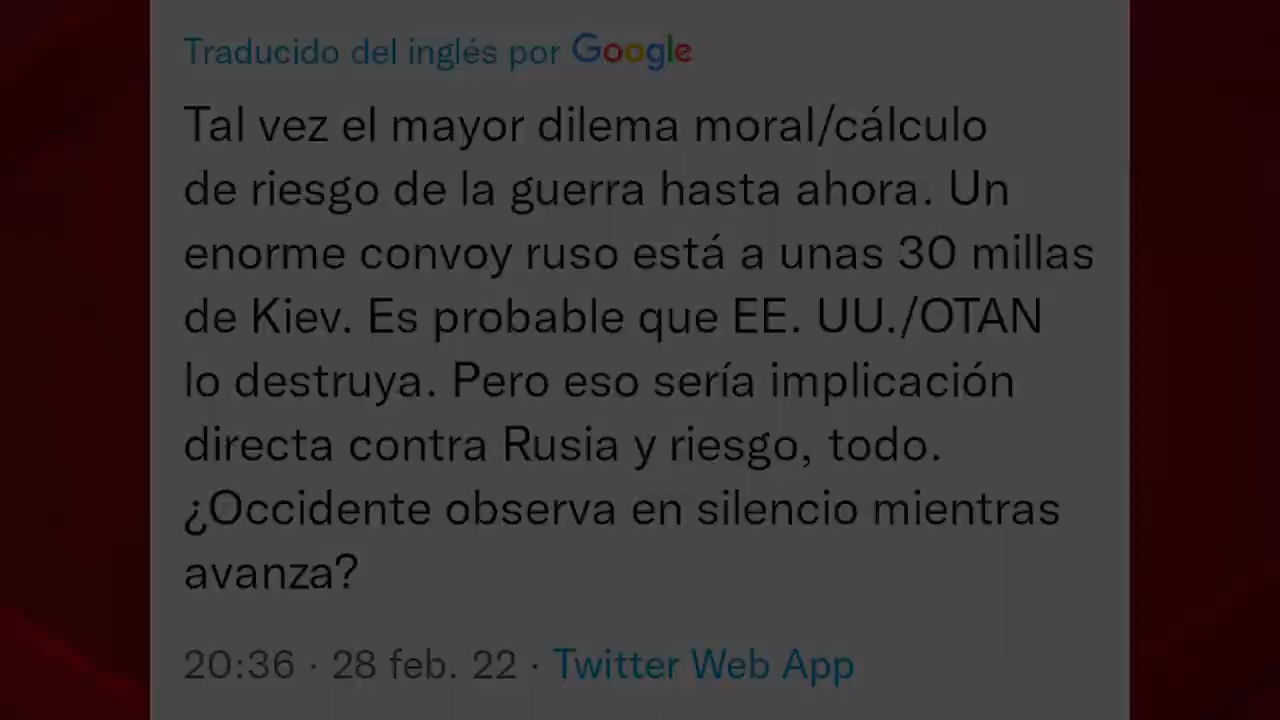 Traducido del inglés por Google
Tal vez el mayor dilema moral/cálculo
de riesgo de la guerra hasta ahora. Un
enorme convoy ruso está a unas 30 millas
de Kiev. Es probable que EE. UU./OTAN
lo destruya. Pero eso sería implicación
directa contra Rusia y riesgo, todo.
¿Occidente observa en silencio mientras
avanza?
20:36 · 28 feb. 22 · Twitter Web App